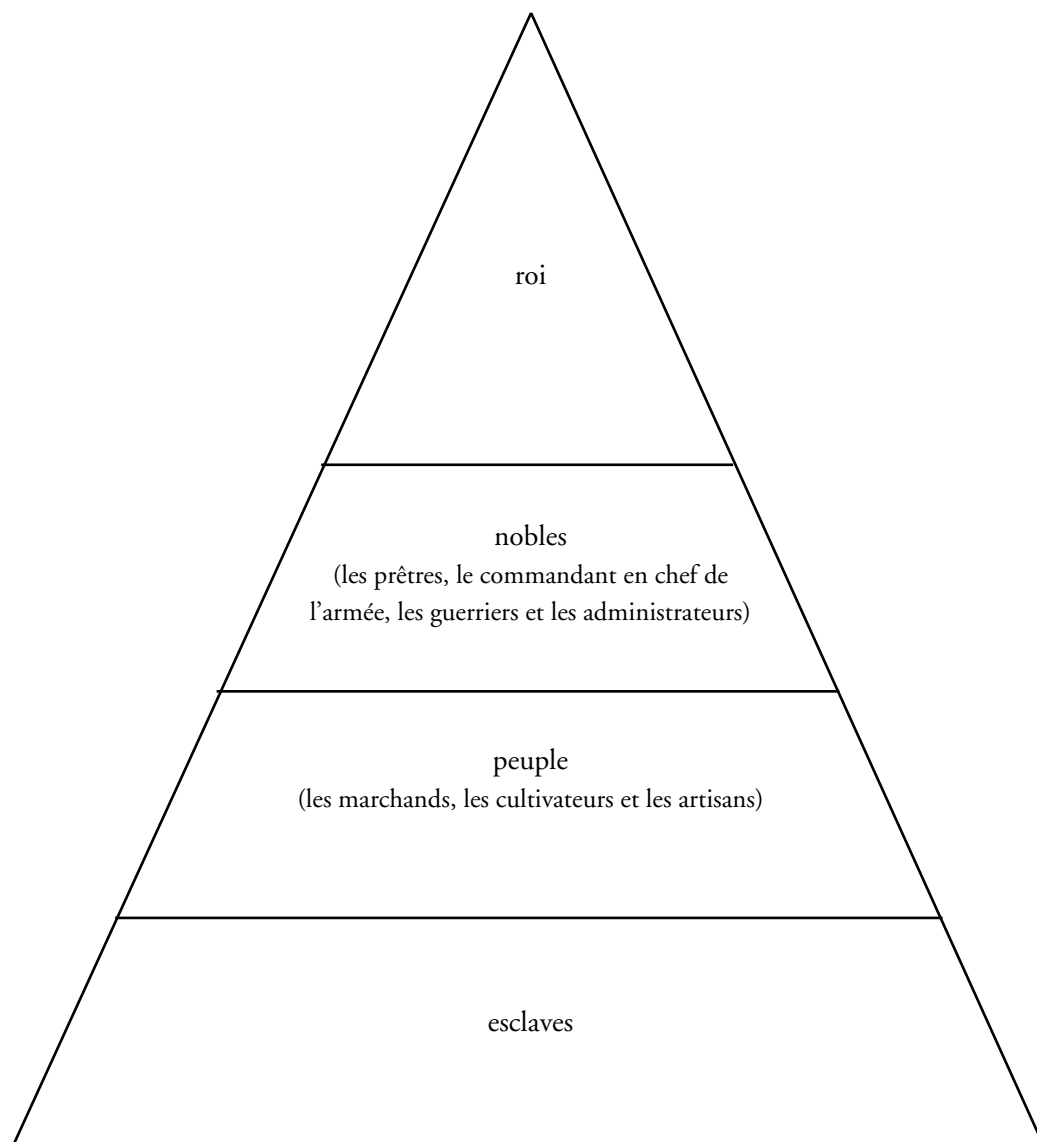 roi
nobles
(les prêtres, le commandant en chef de
l’armée, les guerriers et les administrateurs)
peuple
(les marchands, les cultivateurs et les artisans)
esclaves